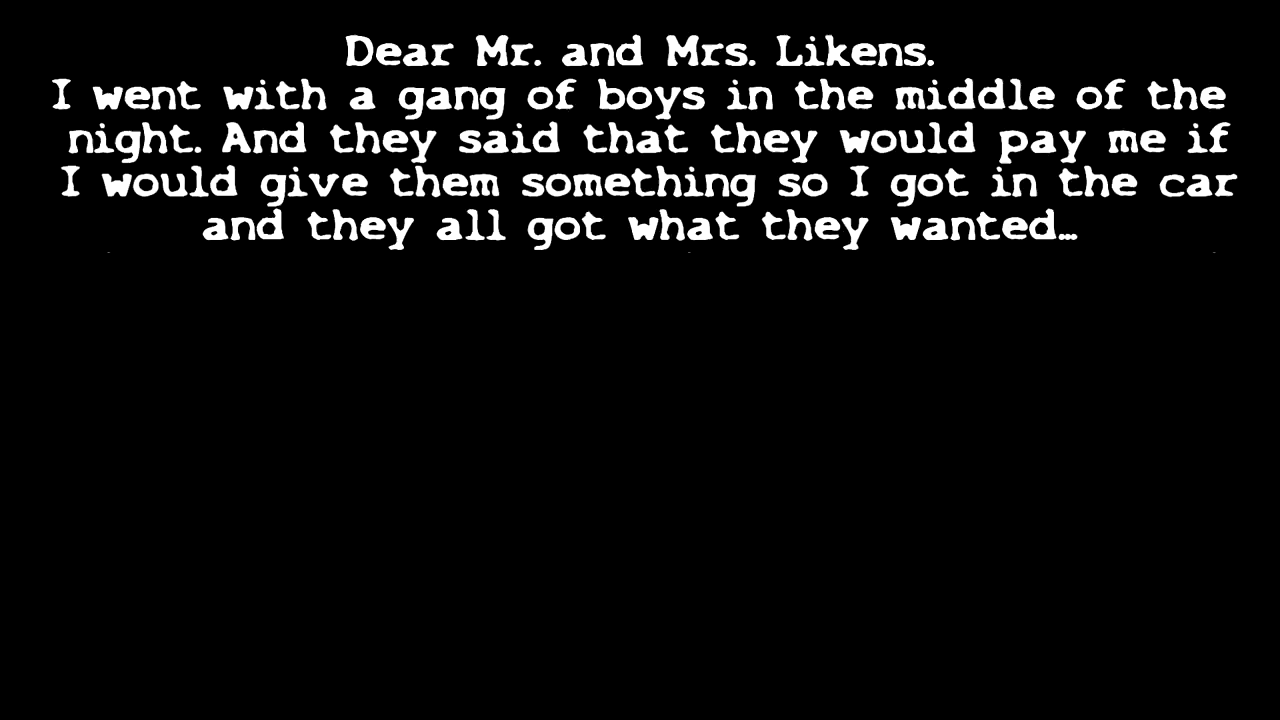 Dear Mr. and Mrs. Likens.
I went with a gang of boys in the middle of the
night. And they said that they would pay me if
I would give them something so I got in the car
and they all got what they wanted...